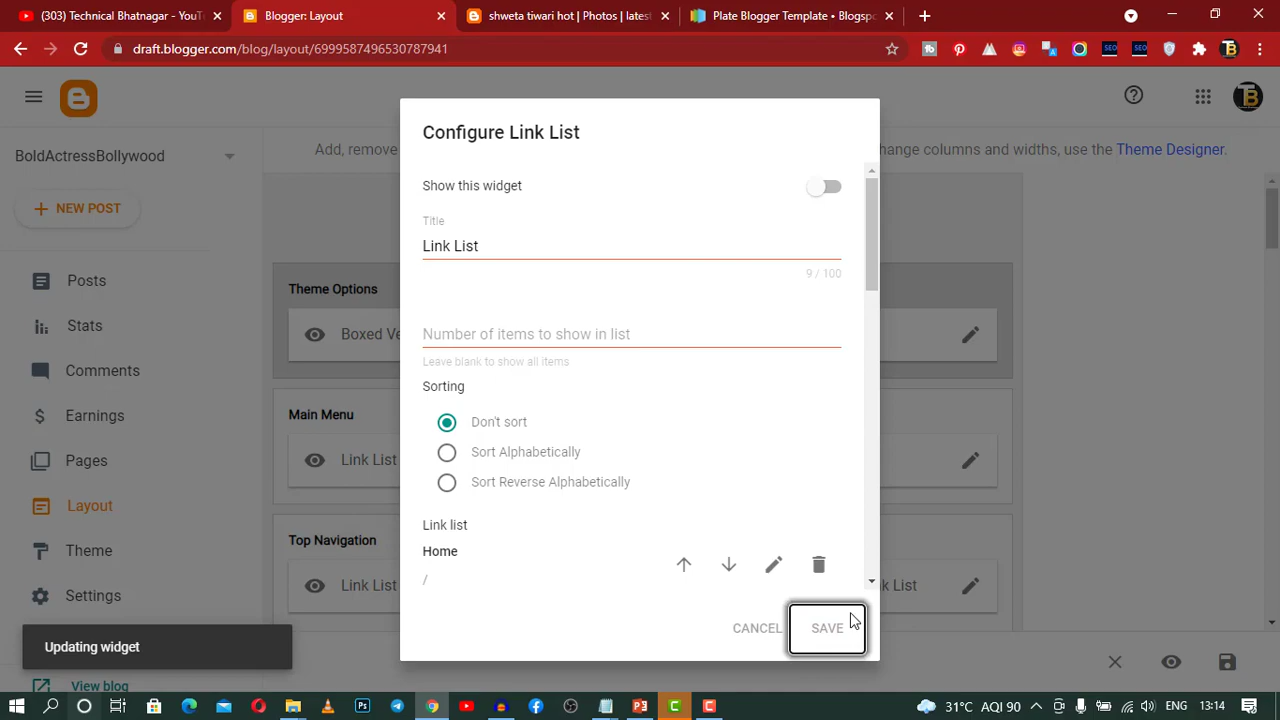 Technical Bhatnagar - YouT
Blogger: Layout
shweta tiwari hot | Photos | latest
Plate Blogger Template • Blogspo
draft.blogger.com/blog/layout/6999587496530787941
BoldActressBollywood
Add, remove
change columns and widths, use the Theme Designer.
NEW POST
Posts
Stats
Comments
Earnings
Pages
Layout
Theme
Settings
View blog
Theme Options
Boxed Ve
Main Menu
Link List
Top Navigation
Link List
nk List
Configure Link List
Show this widget
Title
Link List
9 / 100
Number of items to show in list
Leave blank to show all items
Sorting
Don't sort
Sort Alphabetically
Sort Reverse Alphabetically
Link list
Home
/
CANCEL
SAVE
Updating widget
31°C AQI 90
ENG
13:14